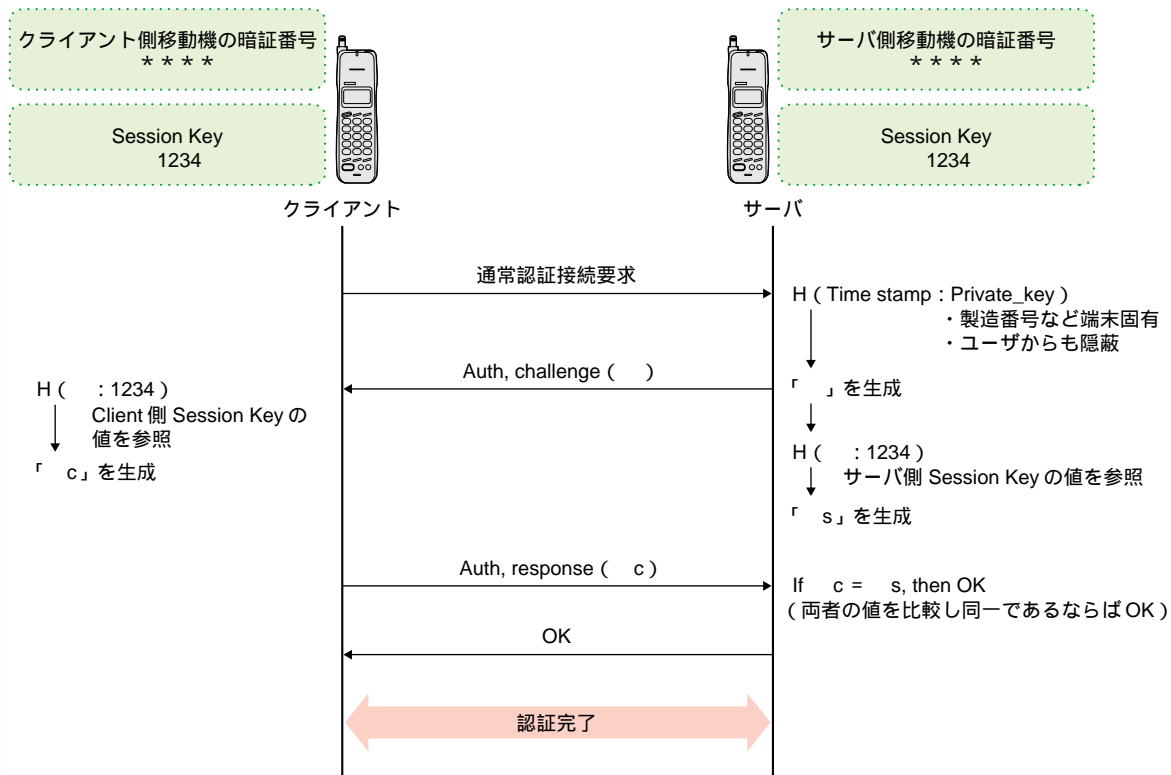 クライアント側移動機の暗証番号
＊＊＊＊
サーバ側移動機の暗証番号
＊＊＊＊
Session Key
1234
Session Key
1234
クライアント
サーバ
通常認証接続要求
H（Time stamp：Private_key）
・製造番号など端末固有
・ユーザからも隠蔽
Auth, challenge（　）
「　」を生成
H（　：1234）
Client 側 Session Key の
値を参照
「　c」を生成
H（　：1234）
サーバ側 Session Key の値を参照
「　s」を生成
Auth, response（　c）
If　c =　s, then OK
（両者の値を比較し同一であるならば OK）
OK
認証完了